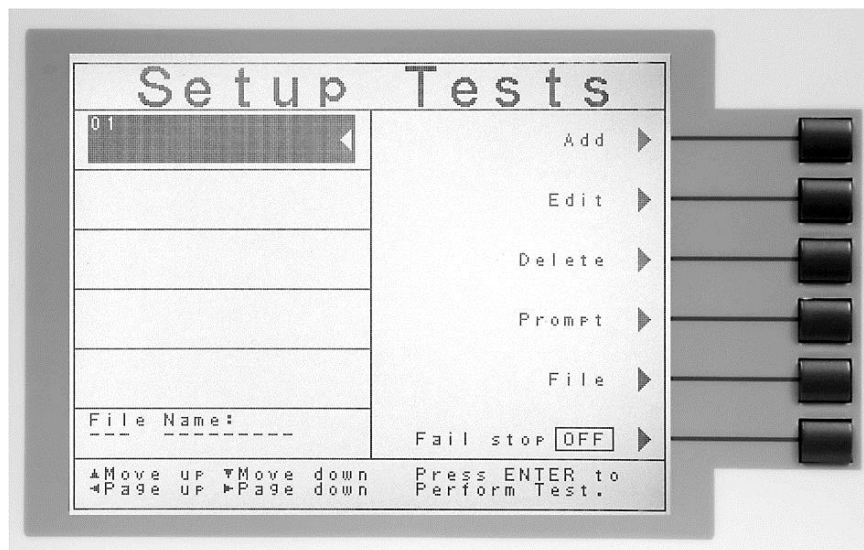 Setup Tests
01
Add
Edit
Delete
Prompt
File
File Name:
Fail stop OFF
▲Move up ▼Move down
◄Page up ►Page down
Press ENTER to
Perform Test.